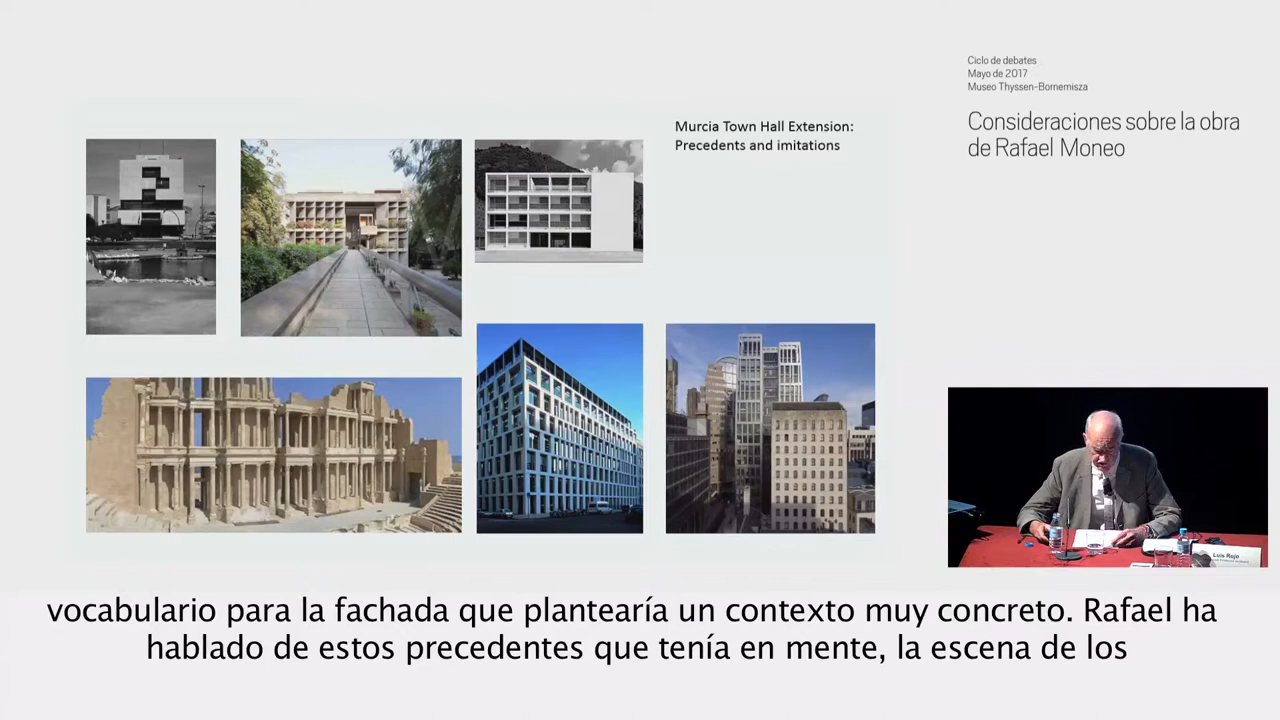 Ciclo de debates
Mayo de 2017
Museo Thyssen-Bornemisza
Consideraciones sobre la obra
de Rafael Moneo
Murcia Town Hall Extension:
Precedents and imitations
Luis Rojo
vocabulario para la fachada que plantearía un contexto muy concreto. Rafael ha
hablado de estos precedentes que tenía en mente, la escena de los